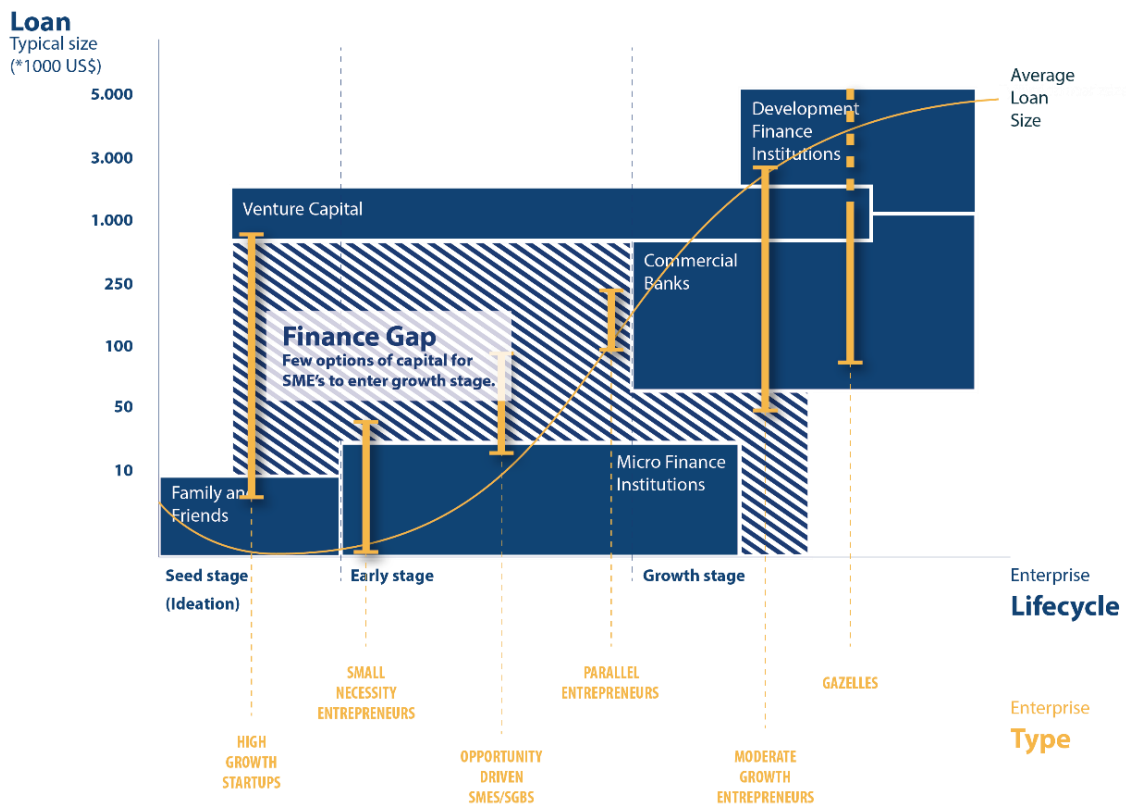 Loan
Typical size
(*1000 US$)
5.000
3.000
1.000
250
100
50
10
Average
Loan
Size
Development
Finance
Institutions
Venture Capital
Commercial
Banks
Finance Gap
Few options of capital for
SME's to enter growth stage.
Micro Finance
Institutions
Family and
Friends
Seed stage
(Ideation)
Early stage
Growth stage
Enterprise
Lifecycle
SMALL
NECESSITY
ENTREPRENEURS
PARALLEL
ENTREPRENEURS
GAZELLES
Enterprise
Type
HIGH
GROWTH
STARTUPS
OPPORTUNITY
DRIVEN
SMES/SGBS
MODERATE
GROWTH
ENTREPRENEURS